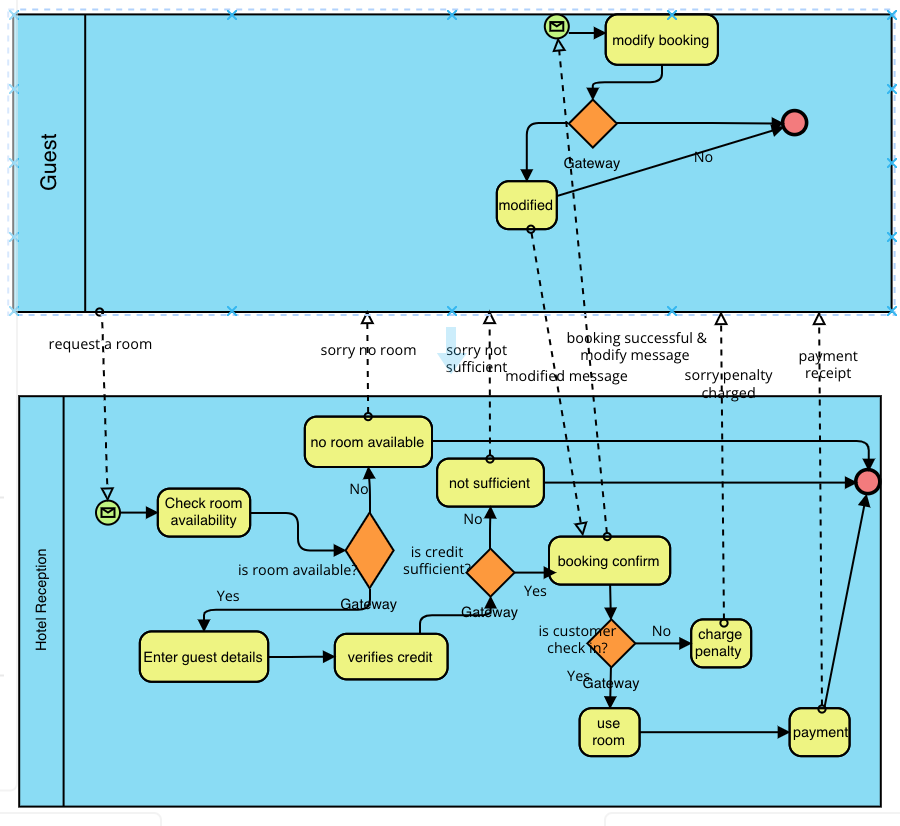 modify booking
Guest
Gateway
No
modified
request a room
sorry no room
sorry not
sufficient
booking successful &
modify message
modified message
sorry penalty
charged
payment
receipt
Hotel Reception
no room available
not sufficient
Check room
availability
No
No
is room available?
is credit
sufficient?
booking confirm
Yes
Yes
Gateway
Gateway
Enter guest details
verifies credit
is customer
check in?
No
charge
penalty
Yes
Gateway
use
room
payment